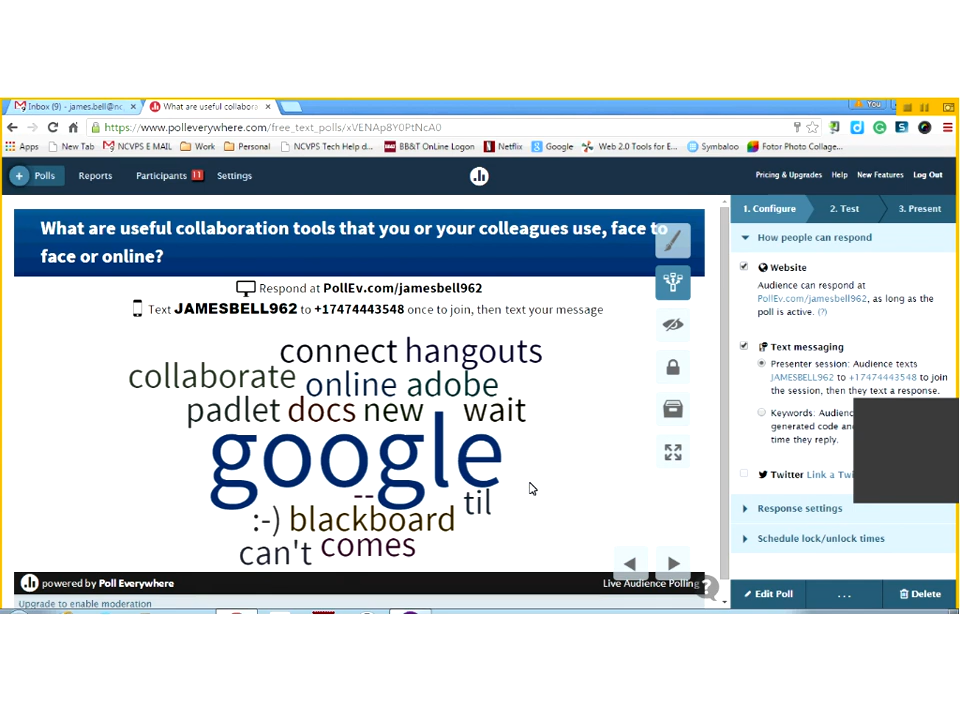 Inbox (9) - james.bell@nc
What are useful collabora
You
https://www.polleverywhere.com/free_text_polls/xVENAp8Y0PtNcA0
Apps New Tab NCVPS E MAIL Work Personal NCVPS Tech Help d... BB&T OnLine Logon Netflix Google Web 2.0 Tools for E... Symbaloo Fotor Photo Collage...
+ Polls Reports Participants 11 Settings Pricing & Upgrades Help New Features Log Out
1. Configure 2. Test 3. Present
What are useful collaboration tools that you or your colleagues use, face to
face or online?
Respond at PollEv.com/jamesbell962
Text JAMESBELL962 to +17474443548 once to join, then text your message
connect hangouts
collaborate online adobe
padlet docs new wait
google
-- til
:-) blackboard
can't comes
powered by Poll Everywhere
Live Audience Polling
?
Upgrade to enable moderation
How people can respond
Website
Audience can respond at
PollEv.com/jamesbell962, as long as the
poll is active. (?)
Text messaging
Presenter session: Audience texts
JAMESBELL962 to +17474443548 to join
the session, then they text a response.
Keywords: Audienc
generated code an
time they reply.
Twitter Link a Twi
Response settings
Schedule lock/unlock times
Edit Poll ... Delete